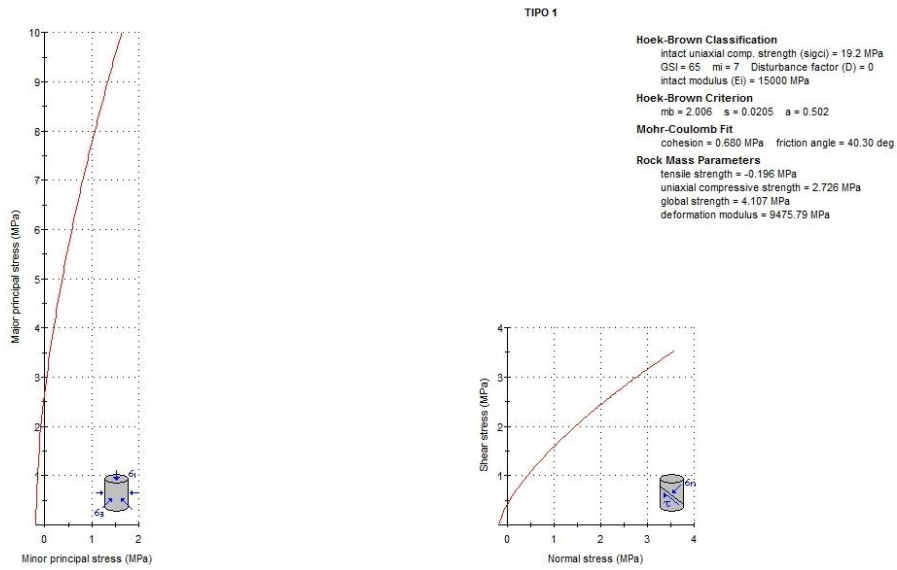 TIPO 1
Hoek-Brown Classification
intact uniaxial comp. strength (sigci) = 19.2 MPa
GSI = 65 mi = 7 Disturbance factor (D) = 0
intact modulus (Ei) = 15000 MPa
Hoek-Brown Criterion
mb = 2.006 s = 0.0205 a = 0.502
Mohr-Coulomb Fit
cohesion = 0.680 MPa friction angle = 40.30 deg
Rock Mass Parameters
tensile strength = -0.196 MPa
uniaxial compressive strength = 2.726 MPa
global strength = 4.107 MPa
deformation modulus = 9475.79 MPa
Major principal stress (MPa)
10
9
8
7
6
5
4
3
2
1
0 1 2
Minor principal stress (MPa)
σ1
σ3
Shear stress (MPa)
4
3
2
1
0 1 2 3 4
Normal stress (MPa)
σn
τ